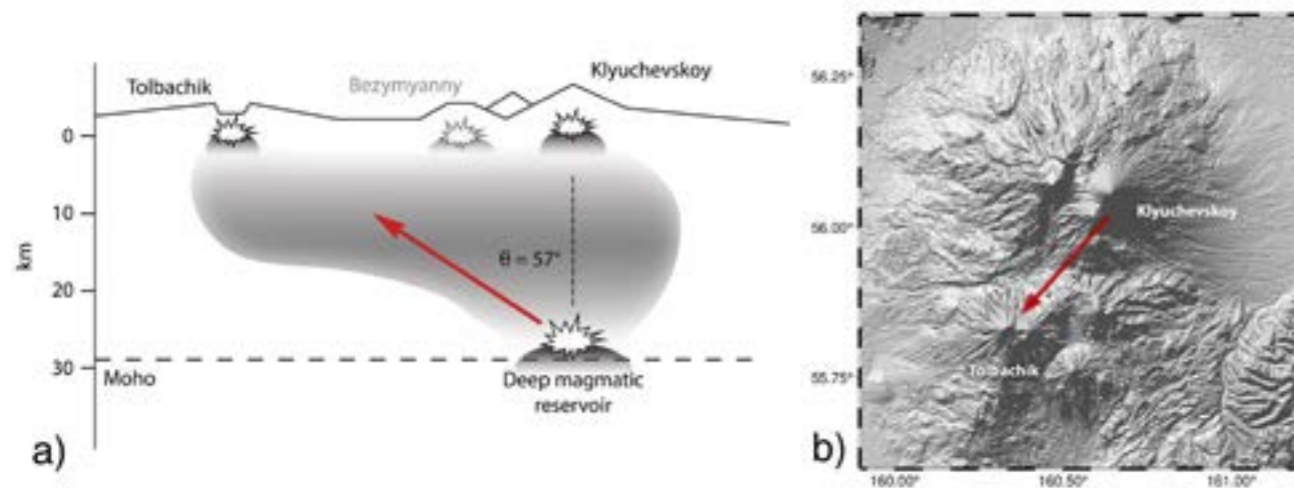 Tolbachik
Bezymyanny
Klyuchevskoy
0
10
20
30
km
θ = 57°
Moho
Deep magmatic
reservoir
a)
56.25°
56.00°
55.75°
Klyuchevskoy
Tolbachik
160.00°
160.50°
161.00°
b)